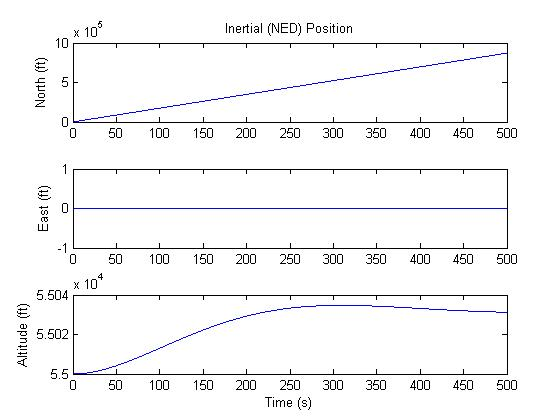 Inertial (NED) Position
x 10^5
10
5
0
North (ft)
0 50 100 150 200 250 300 350 400 450 500
1
0
-1
East (ft)
0 50 100 150 200 250 300 350 400 450 500
x 10^4
5.504
5.502
5.5
Altitude (ft)
0 50 100 150 200 250 300 350 400 450 500
Time (s)